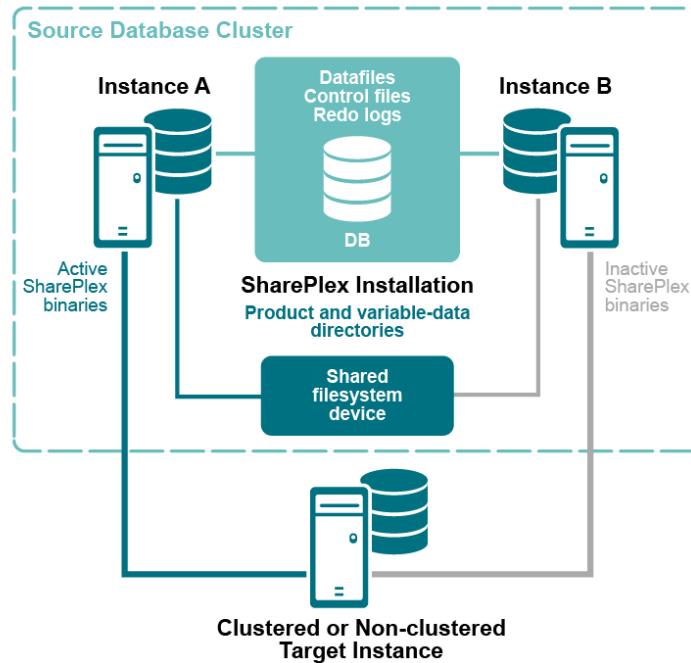 Source Database Cluster
Instance A
Datafiles
Control files
Redo logs
DB
Instance B
Active
SharePlex
binaries
SharePlex Installation
Product and variable-data
directories
Inactive
SharePlex
binaries
Shared
filesystem
device
Clustered or Non-clustered
Target Instance